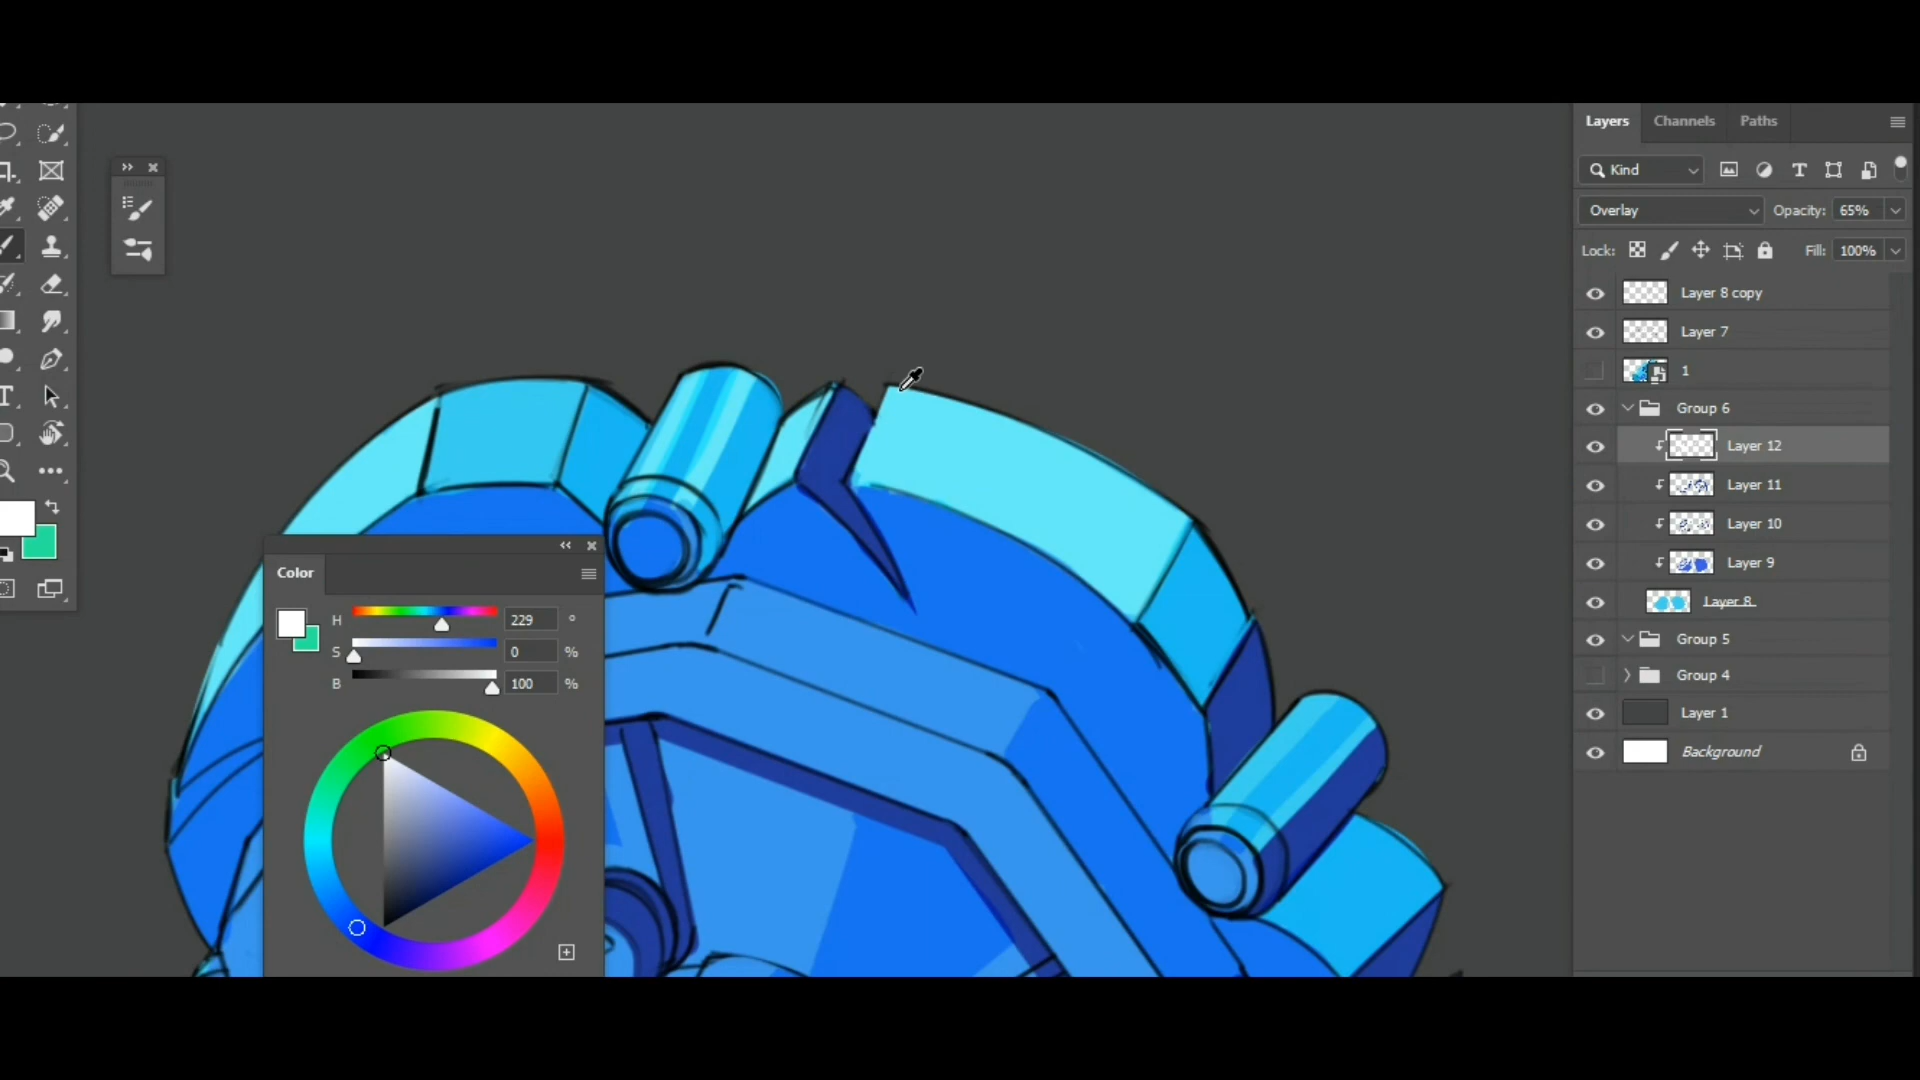 Layers Channels Paths
Kind
Overlay Opacity: 65%
Lock: Fill: 100%
Layer 8 copy
Layer 7
1
Group 6
Layer 12
Layer 11
Layer 10
Layer 9
Layer 8
Group 5
Group 4
Layer 1
Background
Color
H 229 °
S 0 %
B 100 %